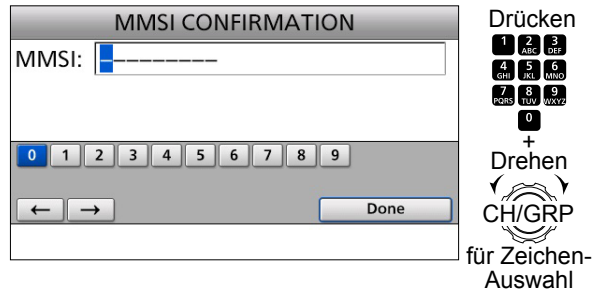 MMSI CONFIRMATION
MMSI: ---------
0 1 2 3 4 5 6 7 8 9
← → Done
Drücken
1 2 ABC 3 DEF
4 GHI 5 JKL 6 MNO
7 PQRS 8 TUV 9 WXYZ
0
+
Drehen
CH/GRP
für Zeichen-
Auswahl